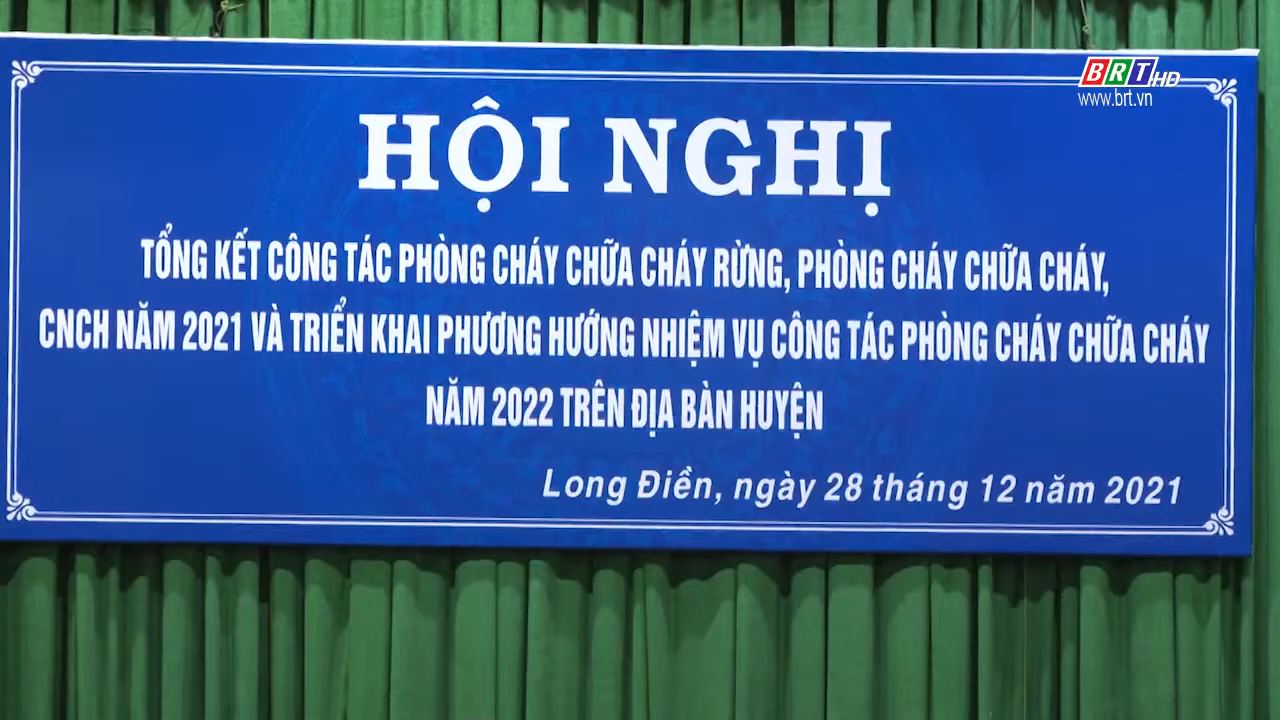 BRT HD
www.brt.vn
HỘI NGHỊ
TỔNG KẾT CÔNG TÁC PHÒNG CHÁY CHỮA CHÁY RỪNG, PHÒNG CHÁY CHỮA CHÁY,
CNCH NĂM 2021 VÀ TRIỂN KHAI PHƯƠNG HƯỚNG NHIỆM VỤ CÔNG TÁC PHÒNG CHÁY CHỮA CHÁY
NĂM 2022 TRÊN ĐỊA BÀN HUYỆN
Long Điền, ngày 28 tháng 12 năm 2021